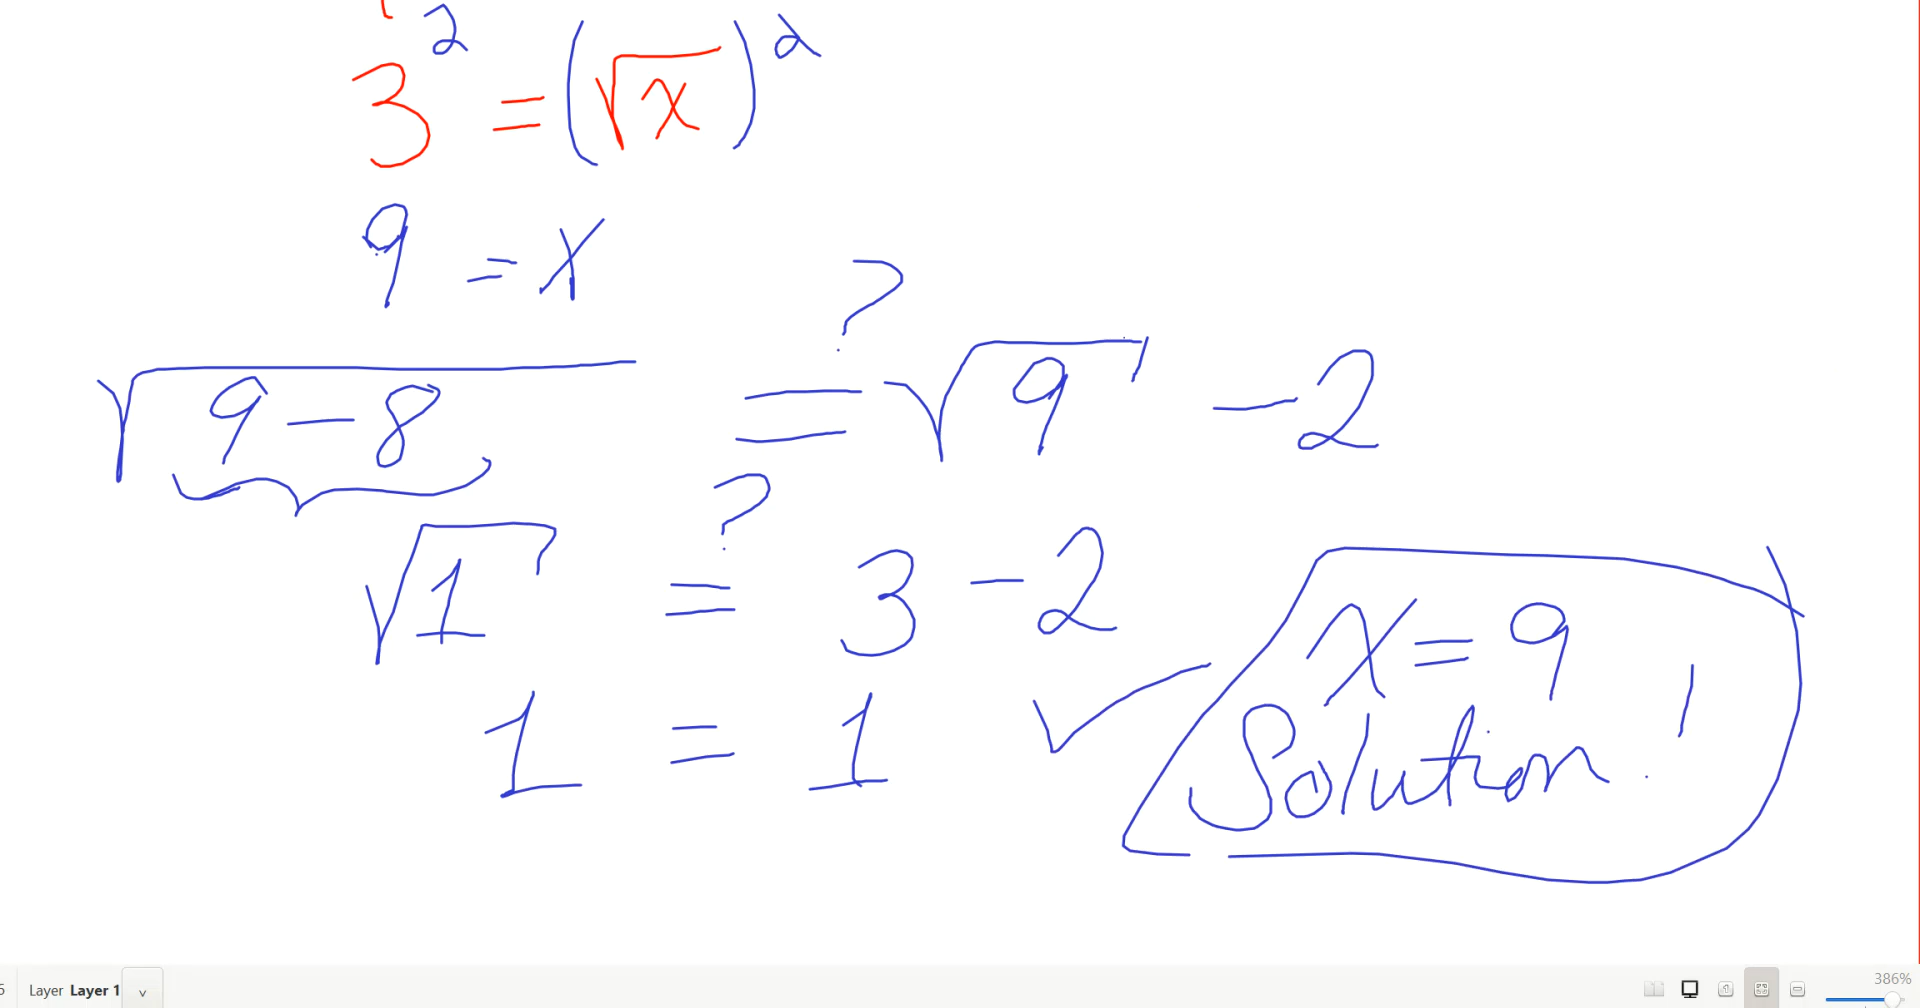 3² = (√x)²
9 = x
?
√(9 - 8) = √9 - 2
?
√1 = 3 - 2
1 = 1 ✓
x = 9
Solution!
Layer Layer 1
386%